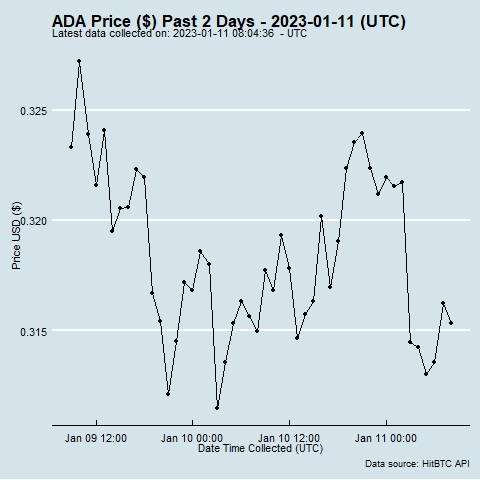 ADA Price ($) Past 2 Days - 2023-01-11 (UTC)
Latest data collected on: 2023-01-11 08:04:36  - UTC
Price USD ($)
0.325
0.320
0.315
Jan 09 12:00 Jan 10 00:00 Jan 10 12:00 Jan 11 00:00
Date Time Collected (UTC)
Data source: HitBTC API